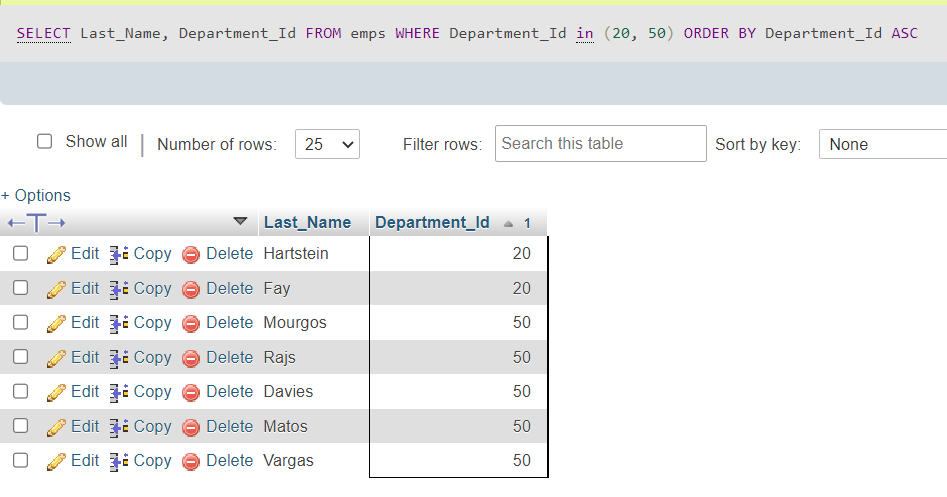 SELECT Last_Name, Department_Id FROM emps WHERE Department_Id in (20, 50) ORDER BY Department_Id ASC
Show all | Number of rows: 25 Filter rows: Search this table Sort by key: None
+ Options
←T→ Last_Name Department_Id 1
Edit Copy Delete Hartstein 20
Edit Copy Delete Fay 20
Edit Copy Delete Mourgos 50
Edit Copy Delete Rajs 50
Edit Copy Delete Davies 50
Edit Copy Delete Matos 50
Edit Copy Delete Vargas 50